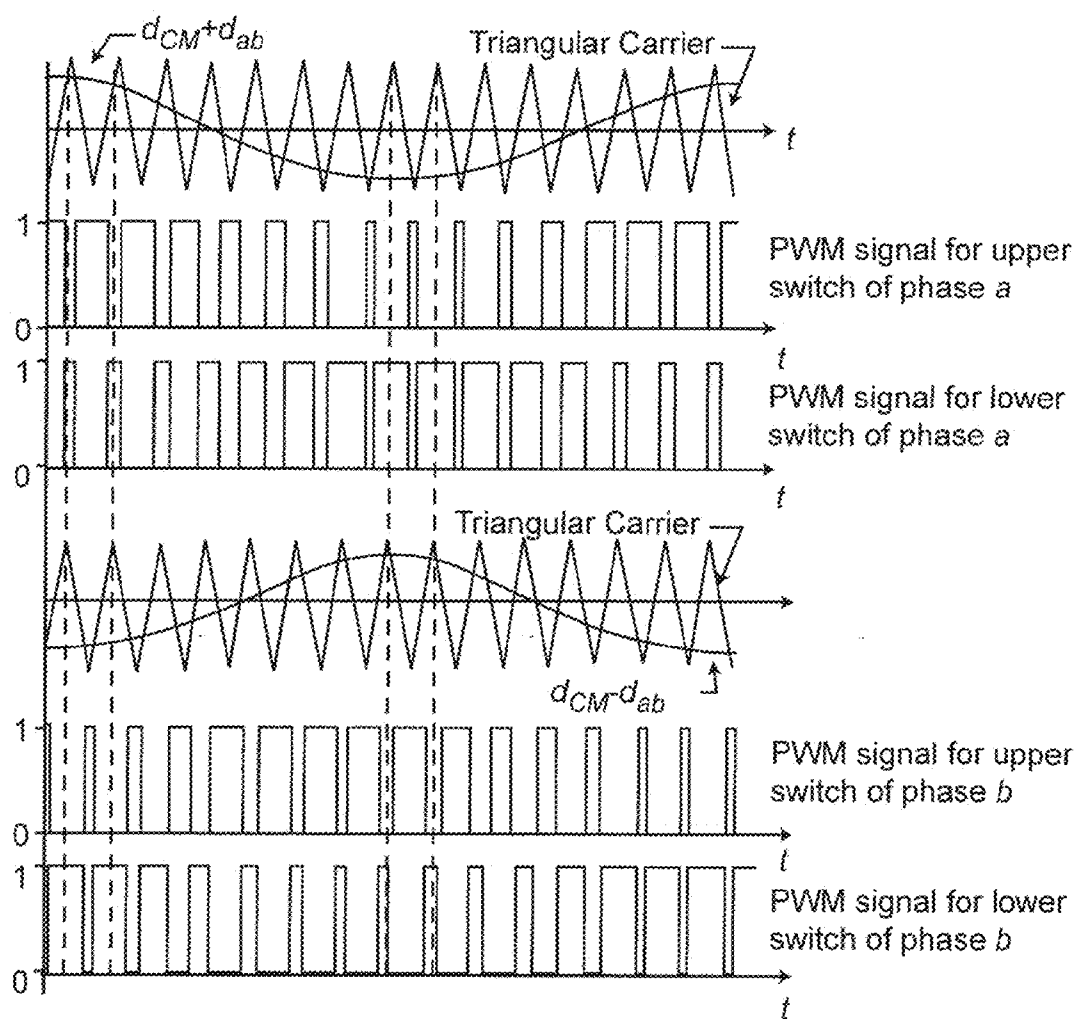 d_CM+d_ab
Triangular Carrier
t
1
PWM signal for upper
switch of phase a
0
t
1
PWM signal for lower
switch of phase a
0
t
Triangular Carrier
d_CM-d_ab
1
PWM signal for upper
switch of phase b
0
t
1
PWM signal for lower
switch of phase b
0
t